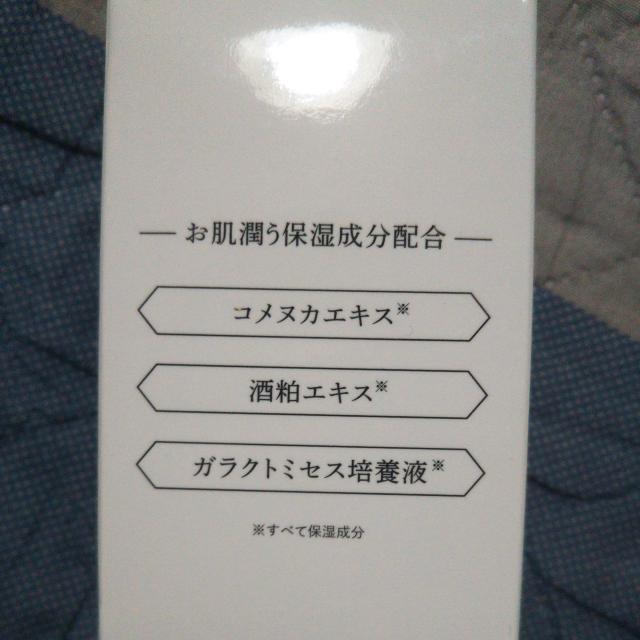 お肌潤う保湿成分配合
コメヌカエキス※
酒粕エキス※
ガラクトミセス培養液※
※すべて保湿成分